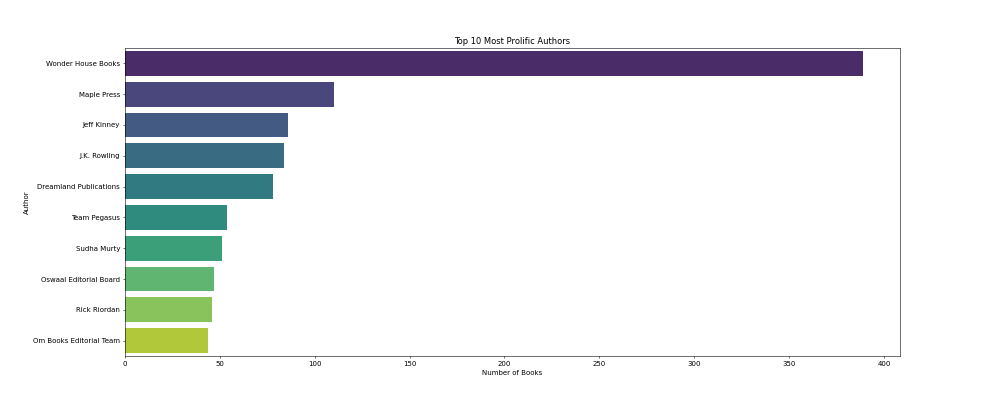 Top 10 Most Prolific Authors
Author
Wonder House Books
Maple Press
Jeff Kinney
J.K. Rowling
Dreamland Publications
Team Pegasus
Sudha Murty
Oswaal Editorial Board
Rick Riordan
Om Books Editorial Team
0 50 100 150 200 250 300 350 400
Number of Books